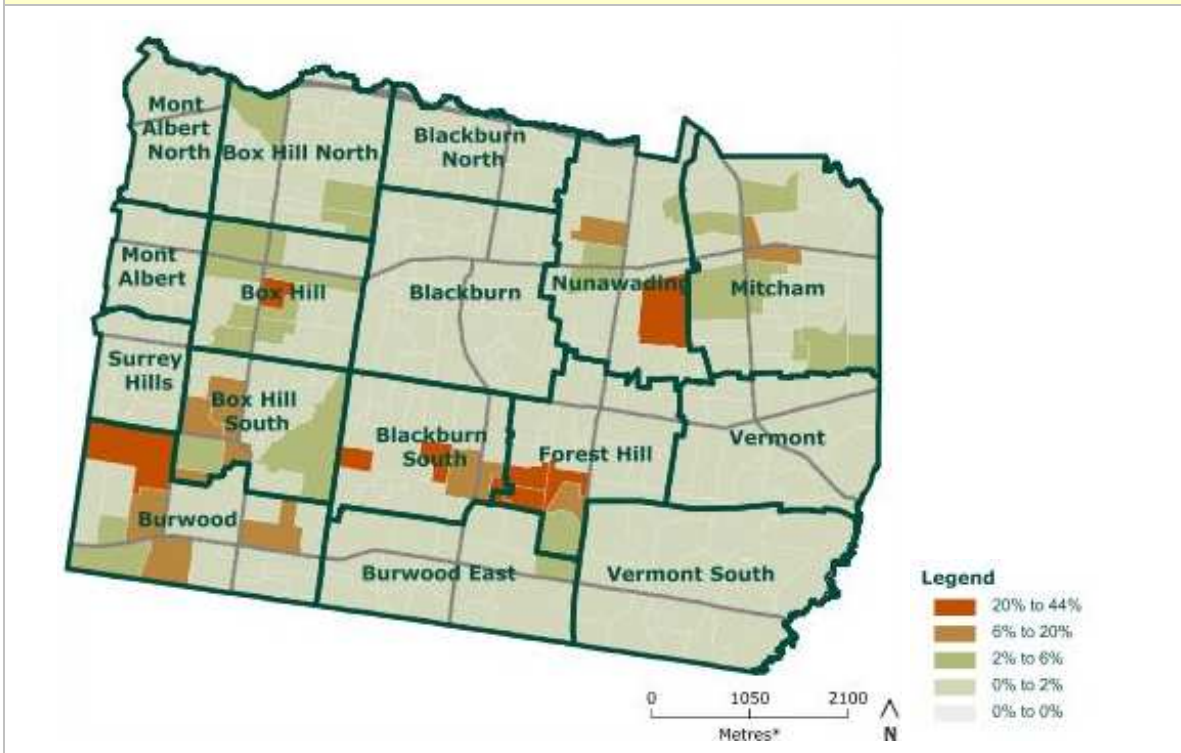 Mont
Albert
North
Box Hill North
Blackburn
North
Mont
Albert
Box Hill
Blackburn
Nunawading
Mitcham
Surrey
Hills
Box Hill
South
Blackburn
South
Forest Hill
Vermont
Burwood
Burwood East
Vermont South
Legend
20% to 44%
6% to 20%
2% to 6%
0% to 2%
0% to 0%
0 1050 2100
Metres*
N